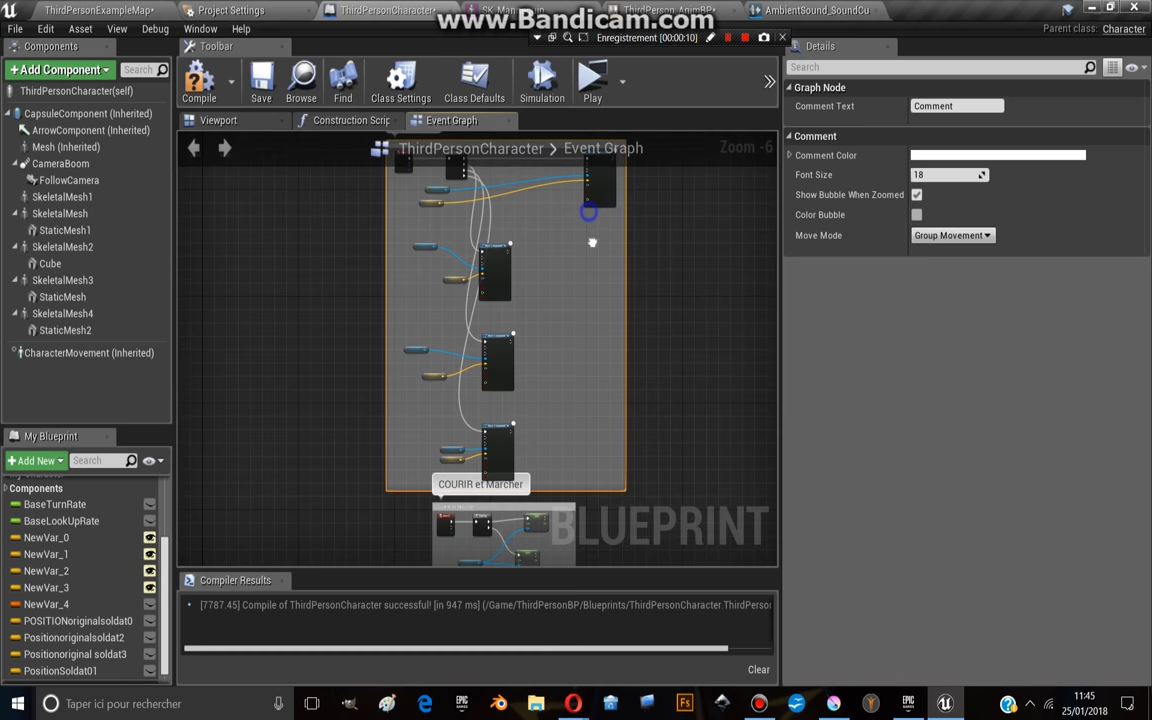 ThirdPersonExampleMap*
Project Settings
ThirdPersonCharacter*
AmbientSound_SoundCu
www.Bandicam.com
Enregistrement [00:00:10]
File Edit Asset View Debug Window Help
Parent class: Character
Components
+ Add Component
Search
ThirdPersonCharacter(self)
CapsuleComponent (Inherited)
ArrowComponent (Inherited)
Mesh (Inherited)
CameraBoom
FollowCamera
SkeletalMesh1
SkeletalMesh
StaticMesh1
SkeletalMesh2
Cube
SkeletalMesh3
StaticMesh
SkeletalMesh4
StaticMesh2
CharacterMovement (Inherited)
Toolbar
Compile
Save
Browse
Find
Class Settings
Class Defaults
Simulation
Play
Viewport
Construction Scrip
Event Graph
ThirdPersonCharacter > Event Graph
Zoom -6
COURIR et Marcher
BLUEPRINT
My Blueprint
+ Add New
Search
Components
BaseTurnRate
BaseLookUpRate
NewVar_0
NewVar_1
NewVar_2
NewVar_3
NewVar_4
POSITIONoriginalsoldat0
Positionoriginalsoldat2
Positionoriginal soldat3
PositionSoldat01
Compiler Results
[7787.45] Compile of ThirdPersonCharacter successful! [in 947 ms] (/Game/ThirdPersonBP/Blueprints/ThirdPersonCharacter.ThirdPerson
Clear
Details
Search
Graph Node
Comment Text
Comment
Comment
Comment Color
Font Size
18
Show Bubble When Zoomed
Color Bubble
Move Mode
Group Movement
Taper ici pour rechercher
EPIC GAMES
Fs
EPIC GAMES
11:45
25/01/2018